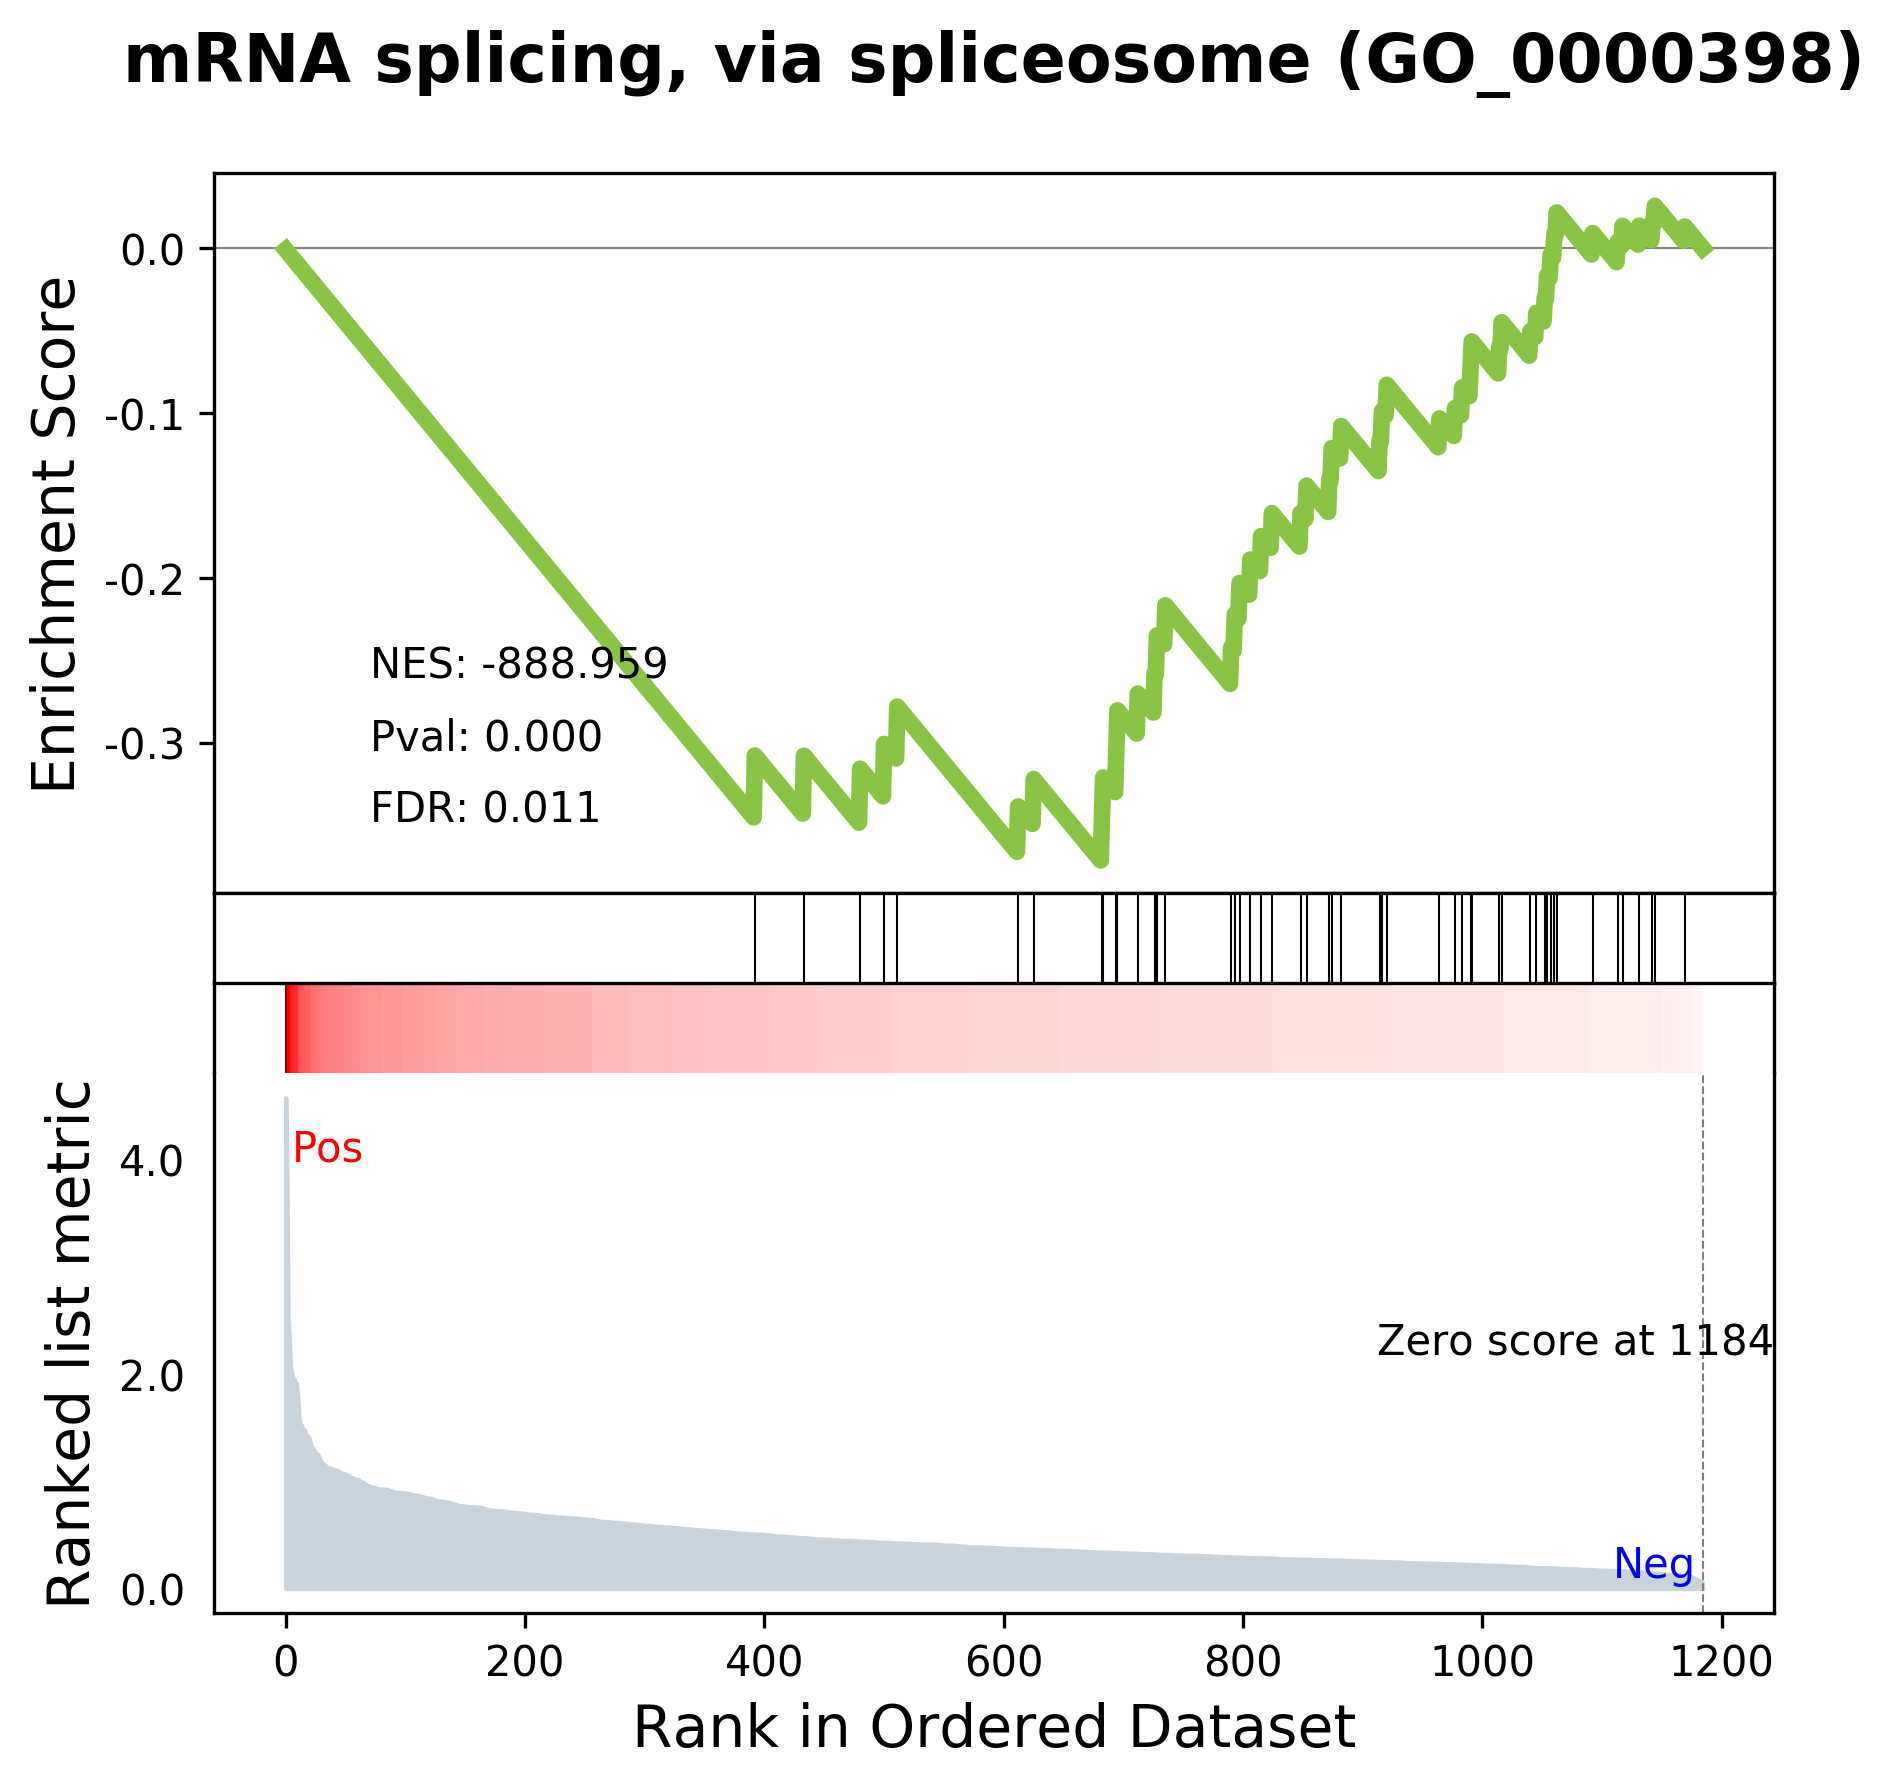 mRNA splicing, via spliceosome (GO_0000398)
Enrichment Score
0.0
-0.1
-0.2
-0.3
NES: -888.959
Pval: 0.000
FDR: 0.011
Ranked list metric
4.0
2.0
0.0
Pos
Zero score at 1184
Neg
0 200 400 600 800 1000 1200
Rank in Ordered Dataset